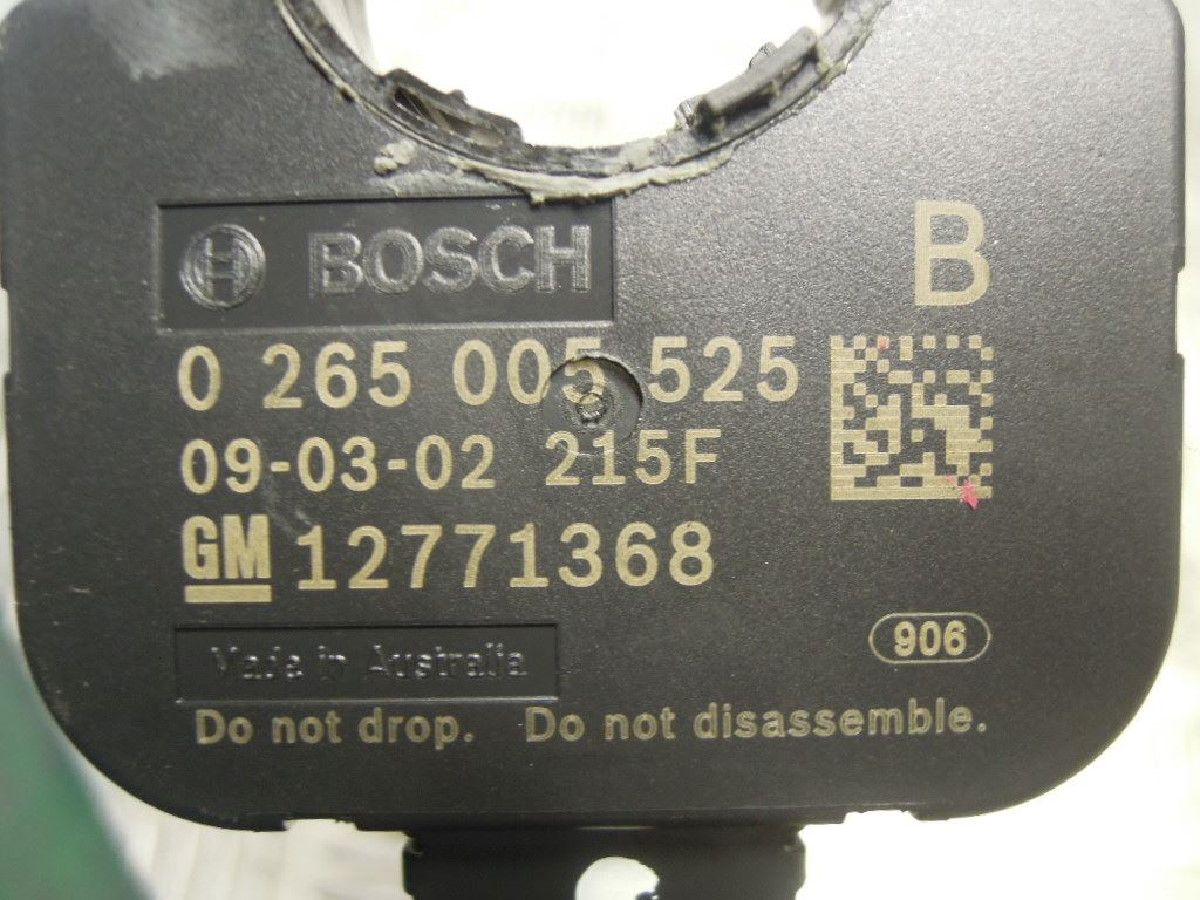 BOSCH
B
0 265 005 525
09-03-02 215F
GM 12771368
906
Made in Australia
Do not drop. Do not disassemble.